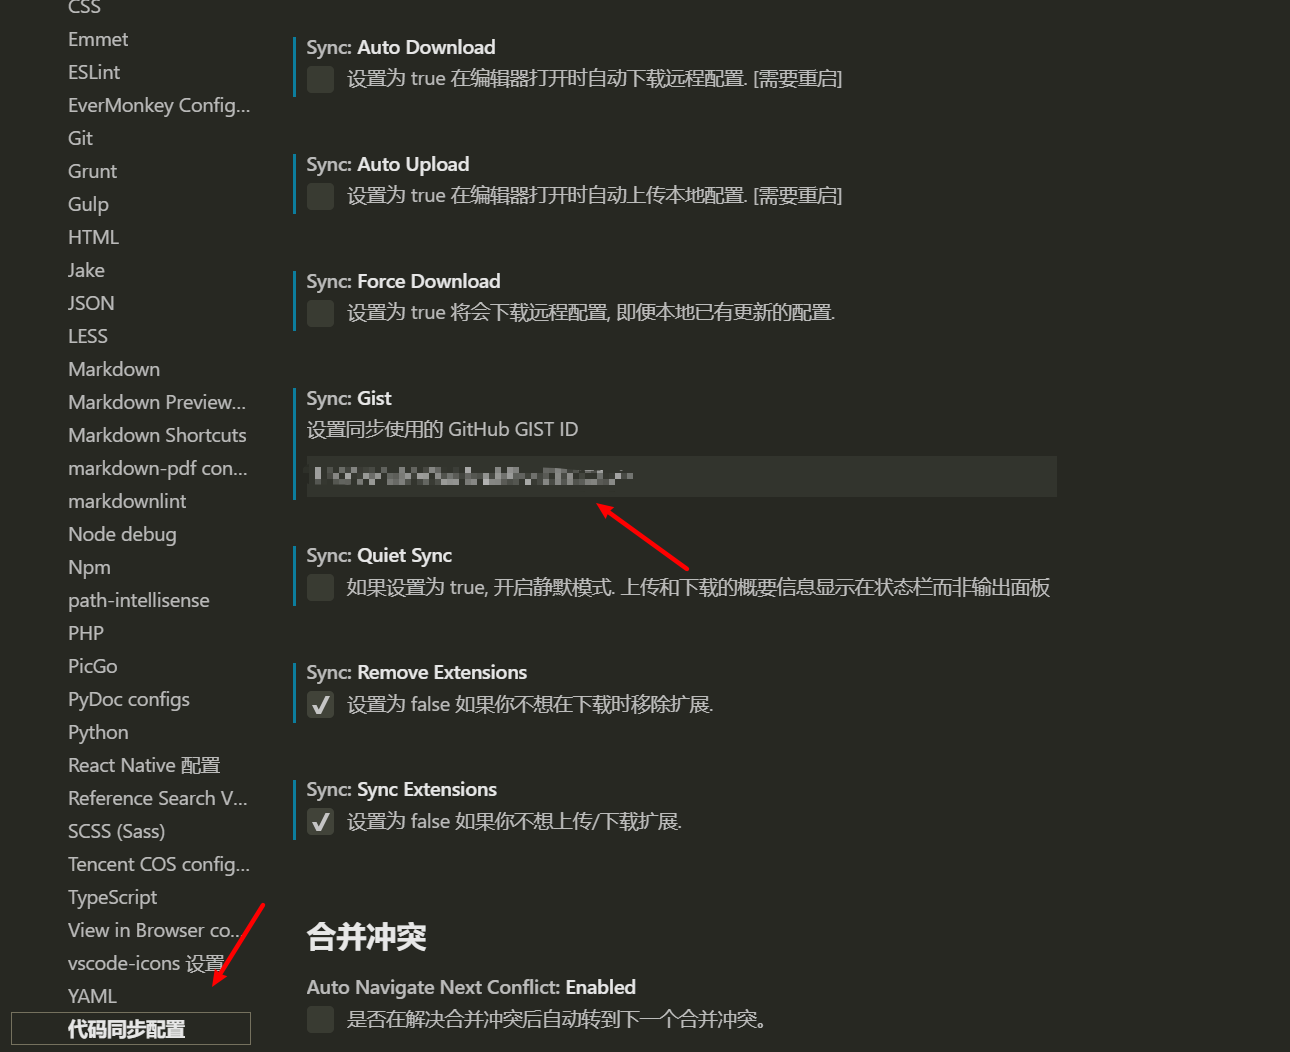 CSS
Emmet
ESLint
EverMonkey Config...
Git
Grunt
Gulp
HTML
Jake
JSON
LESS
Markdown
Markdown Preview...
Markdown Shortcuts
markdown-pdf con...
markdownlint
Node debug
Npm
path-intellisense
PHP
PicGo
PyDoc configs
Python
React Native 配置
Reference Search V...
SCSS (Sass)
Tencent COS config...
TypeScript
View in Browser co...
vscode-icons 设置
YAML
代码同步配置
Sync: Auto Download
设置为 true 在编辑器打开时自动下载远程配置. [需要重启]
Sync: Auto Upload
设置为 true 在编辑器打开时自动上传本地配置. [需要重启]
Sync: Force Download
设置为 true 将会下载远程配置, 即便本地已有更新的配置.
Sync: Gist
设置同步使用的 GitHub GIST ID
Sync: Quiet Sync
如果设置为 true, 开启静默模式. 上传和下载的概要信息显示在状态栏而非输出面板
Sync: Remove Extensions
设置为 false 如果你不想在下载时移除扩展.
Sync: Sync Extensions
设置为 false 如果你不想上传/下载扩展.
合并冲突
Auto Navigate Next Conflict: Enabled
是否在解决合并冲突后自动转到下一个合并冲突。